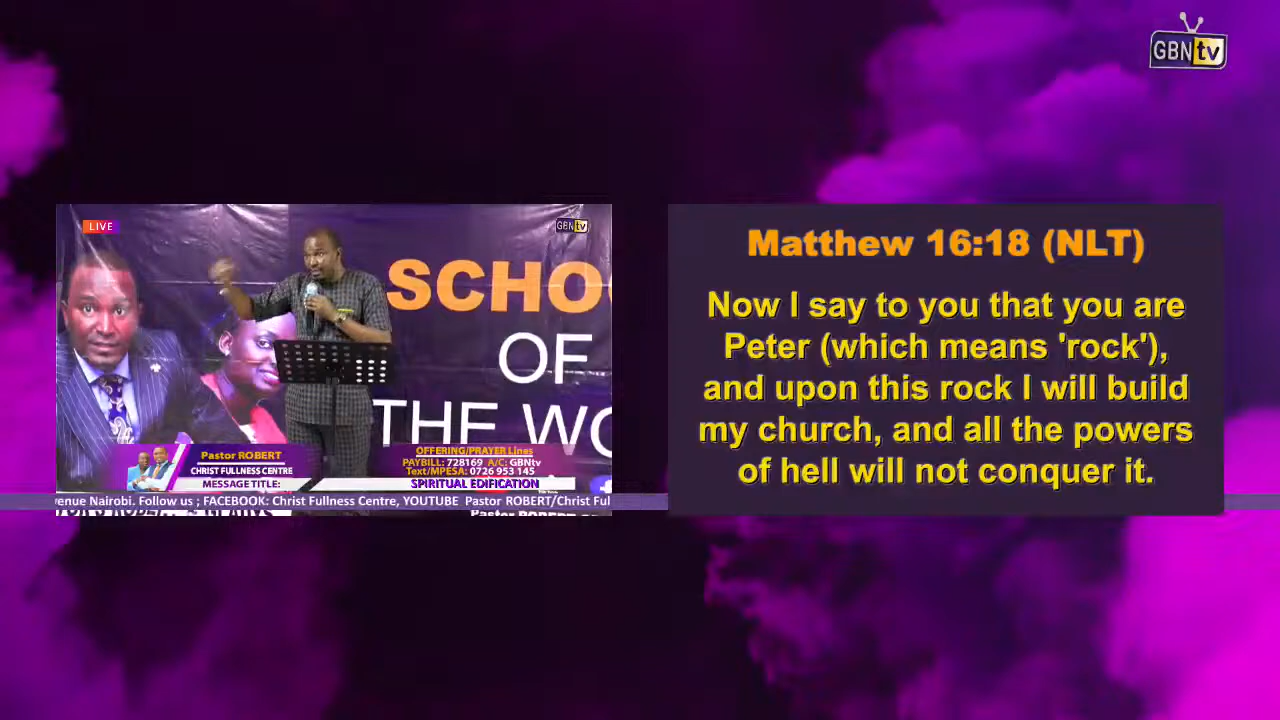 GBNtv
LIVE
GBNtv
SCHOO
OF
THE WO
Pastor ROBERT
CHRIST FULLNESS CENTRE
MESSAGE TITLE:
OFFERING/PRAYER Lines
PAYBILL: 728169 A/C: GBNtv
Text/MPESA: 0726 953 145
SPIRITUAL EDIFICATION
venue Nairobi. Follow us ; FACEBOOK: Christ Fullness Centre, YOUTUBE Pastor ROBERT/Christ Ful
Matthew 16:18 (NLT)
Now I say to you that you are
Peter (which means 'rock'),
and upon this rock I will build
my church, and all the powers
of hell will not conquer it.